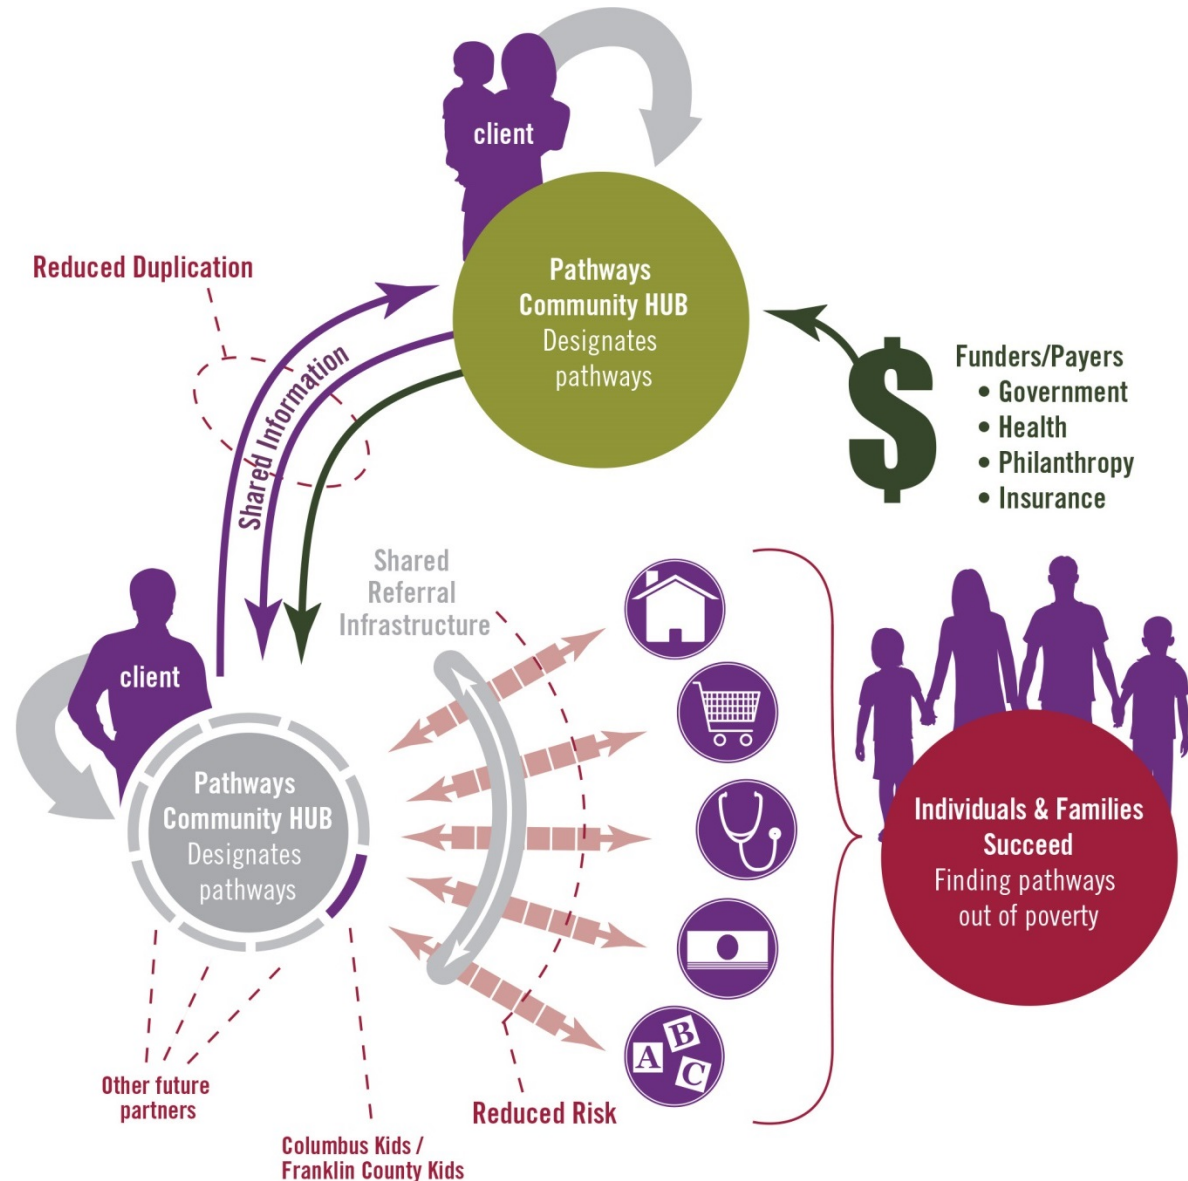 client
Pathways
Community HUB
Designates
pathways
Reduced Duplication
Shared Information
Funders/Payers
• Government
• Health
• Philanthropy
• Insurance
$
Shared
Referral
Infrastructure
client
Pathways
Community HUB
Designates
pathways
A
B
C
Individuals & Families
Succeed
Finding pathways
out of poverty
Other future
partners
Reduced Risk
Columbus Kids /
Franklin County Kids